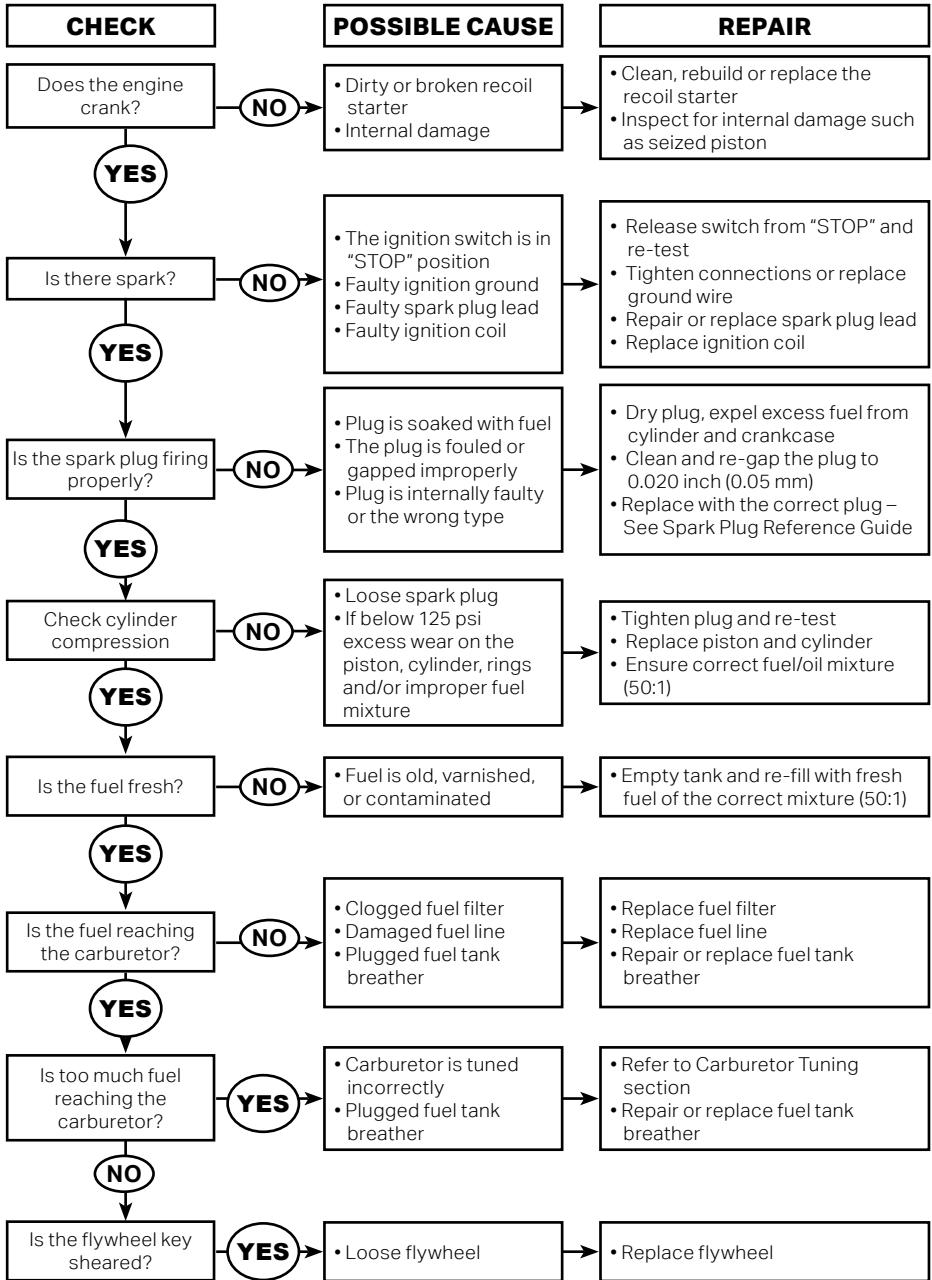 CHECK
POSSIBLE CAUSE
REPAIR
Does the engine
crank?
NO
• Dirty or broken recoil
starter
• Internal damage
• Clean, rebuild or replace the
recoil starter
• Inspect for internal damage such
as seized piston
YES
Is there spark?
NO
• The ignition switch is in
“STOP” position
• Faulty ignition ground
• Faulty spark plug lead
• Faulty ignition coil
• Release switch from “STOP” and
re-test
• Tighten connections or replace
ground wire
• Repair or replace spark plug lead
• Replace ignition coil
YES
Is the spark plug firing
properly?
NO
• Plug is soaked with fuel
• The plug is fouled or
gapped improperly
• Plug is internally faulty
or the wrong type
• Dry plug, expel excess fuel from
cylinder and crankcase
• Clean and re-gap the plug to
0.020 inch (0.05 mm)
• Replace with the correct plug –
See Spark Plug Reference Guide
YES
Check cylinder
compression
NO
• Loose spark plug
• If below 125 psi
excess wear on the
piston, cylinder, rings
and/or improper fuel
mixture
• Tighten plug and re-test
• Replace piston and cylinder
• Ensure correct fuel/oil mixture
(50:1)
YES
Is the fuel fresh?
NO
• Fuel is old, varnished,
or contaminated
• Empty tank and re-fill with fresh
fuel of the correct mixture (50:1)
YES
Is the fuel reaching
the carburetor?
NO
• Clogged fuel filter
• Damaged fuel line
• Plugged fuel tank
breather
• Replace fuel filter
• Replace fuel line
• Repair or replace fuel tank
breather
YES
Is too much fuel
reaching the
carburetor?
YES
• Carburetor is tuned
incorrectly
• Plugged fuel tank
breather
• Refer to Carburetor Tuning
section
• Repair or replace fuel tank
breather
NO
Is the flywheel key
sheared?
YES
• Loose flywheel
• Replace flywheel